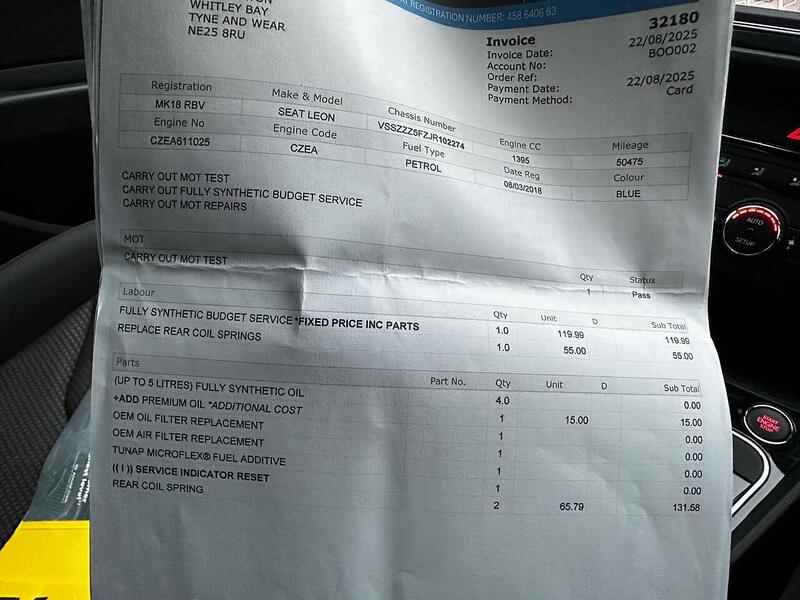 WHITLEY BAY
TYNE AND WEAR
NE25 8RU
REGISTRATION NUMBER: 458 6406 63
Invoice 32180
Invoice Date: 22/08/2025
Account No: BOO002
Order Ref:
Payment Date: 22/08/2025
Payment Method: Card
Registration Make & Model Chassis Number Engine CC Mileage
MK18 RBV SEAT LEON VSSZZZ5FZJR102274 1395 50475
Engine No Engine Code Fuel Type Date Reg Colour
CZEA611025 CZEA PETROL 08/03/2018 BLUE
CARRY OUT MOT TEST
CARRY OUT FULLY SYNTHETIC BUDGET SERVICE
CARRY OUT MOT REPAIRS
MOT Qty Status
CARRY OUT MOT TEST 1 Pass
Labour Qty Unit D Sub Total
FULLY SYNTHETIC BUDGET SERVICE *FIXED PRICE INC PARTS 1.0 119.99 119.99
REPLACE REAR COIL SPRINGS 1.0 55.00 55.00
Parts Part No. Qty Unit D Sub Total
(UP TO 5 LITRES) FULLY SYNTHETIC OIL 4.0 0.00
+ADD PREMIUM OIL *ADDITIONAL COST 1 15.00 15.00
OEM OIL FILTER REPLACEMENT 1 0.00
OEM AIR FILTER REPLACEMENT 1 0.00
TUNAP MICROFLEX® FUEL ADDITIVE 1 0.00
(( ! )) SERVICE INDICATOR RESET 1 0.00
REAR COIL SPRING 2 65.79 131.58
AUTO
SETUP
START
ENGINE
STOP